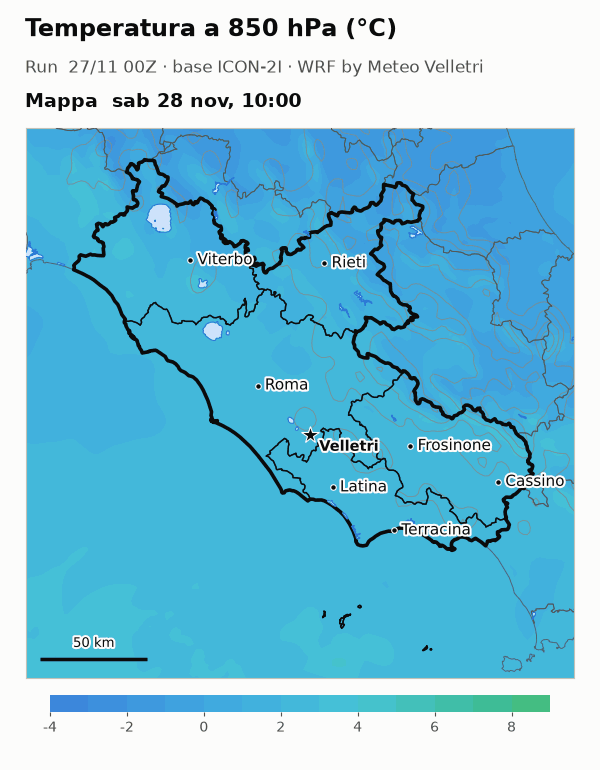 Temperatura a 850 hPa (°C)
Run  27/11 00Z · base ICON-2I · WRF by Meteo Velletri
Mappa  sab 28 nov, 10:00
Viterbo
Rieti
Roma
Velletri
Frosinone
Cassino
Latina
Terracina
50 km
-4 -2 0 2 4 6 8